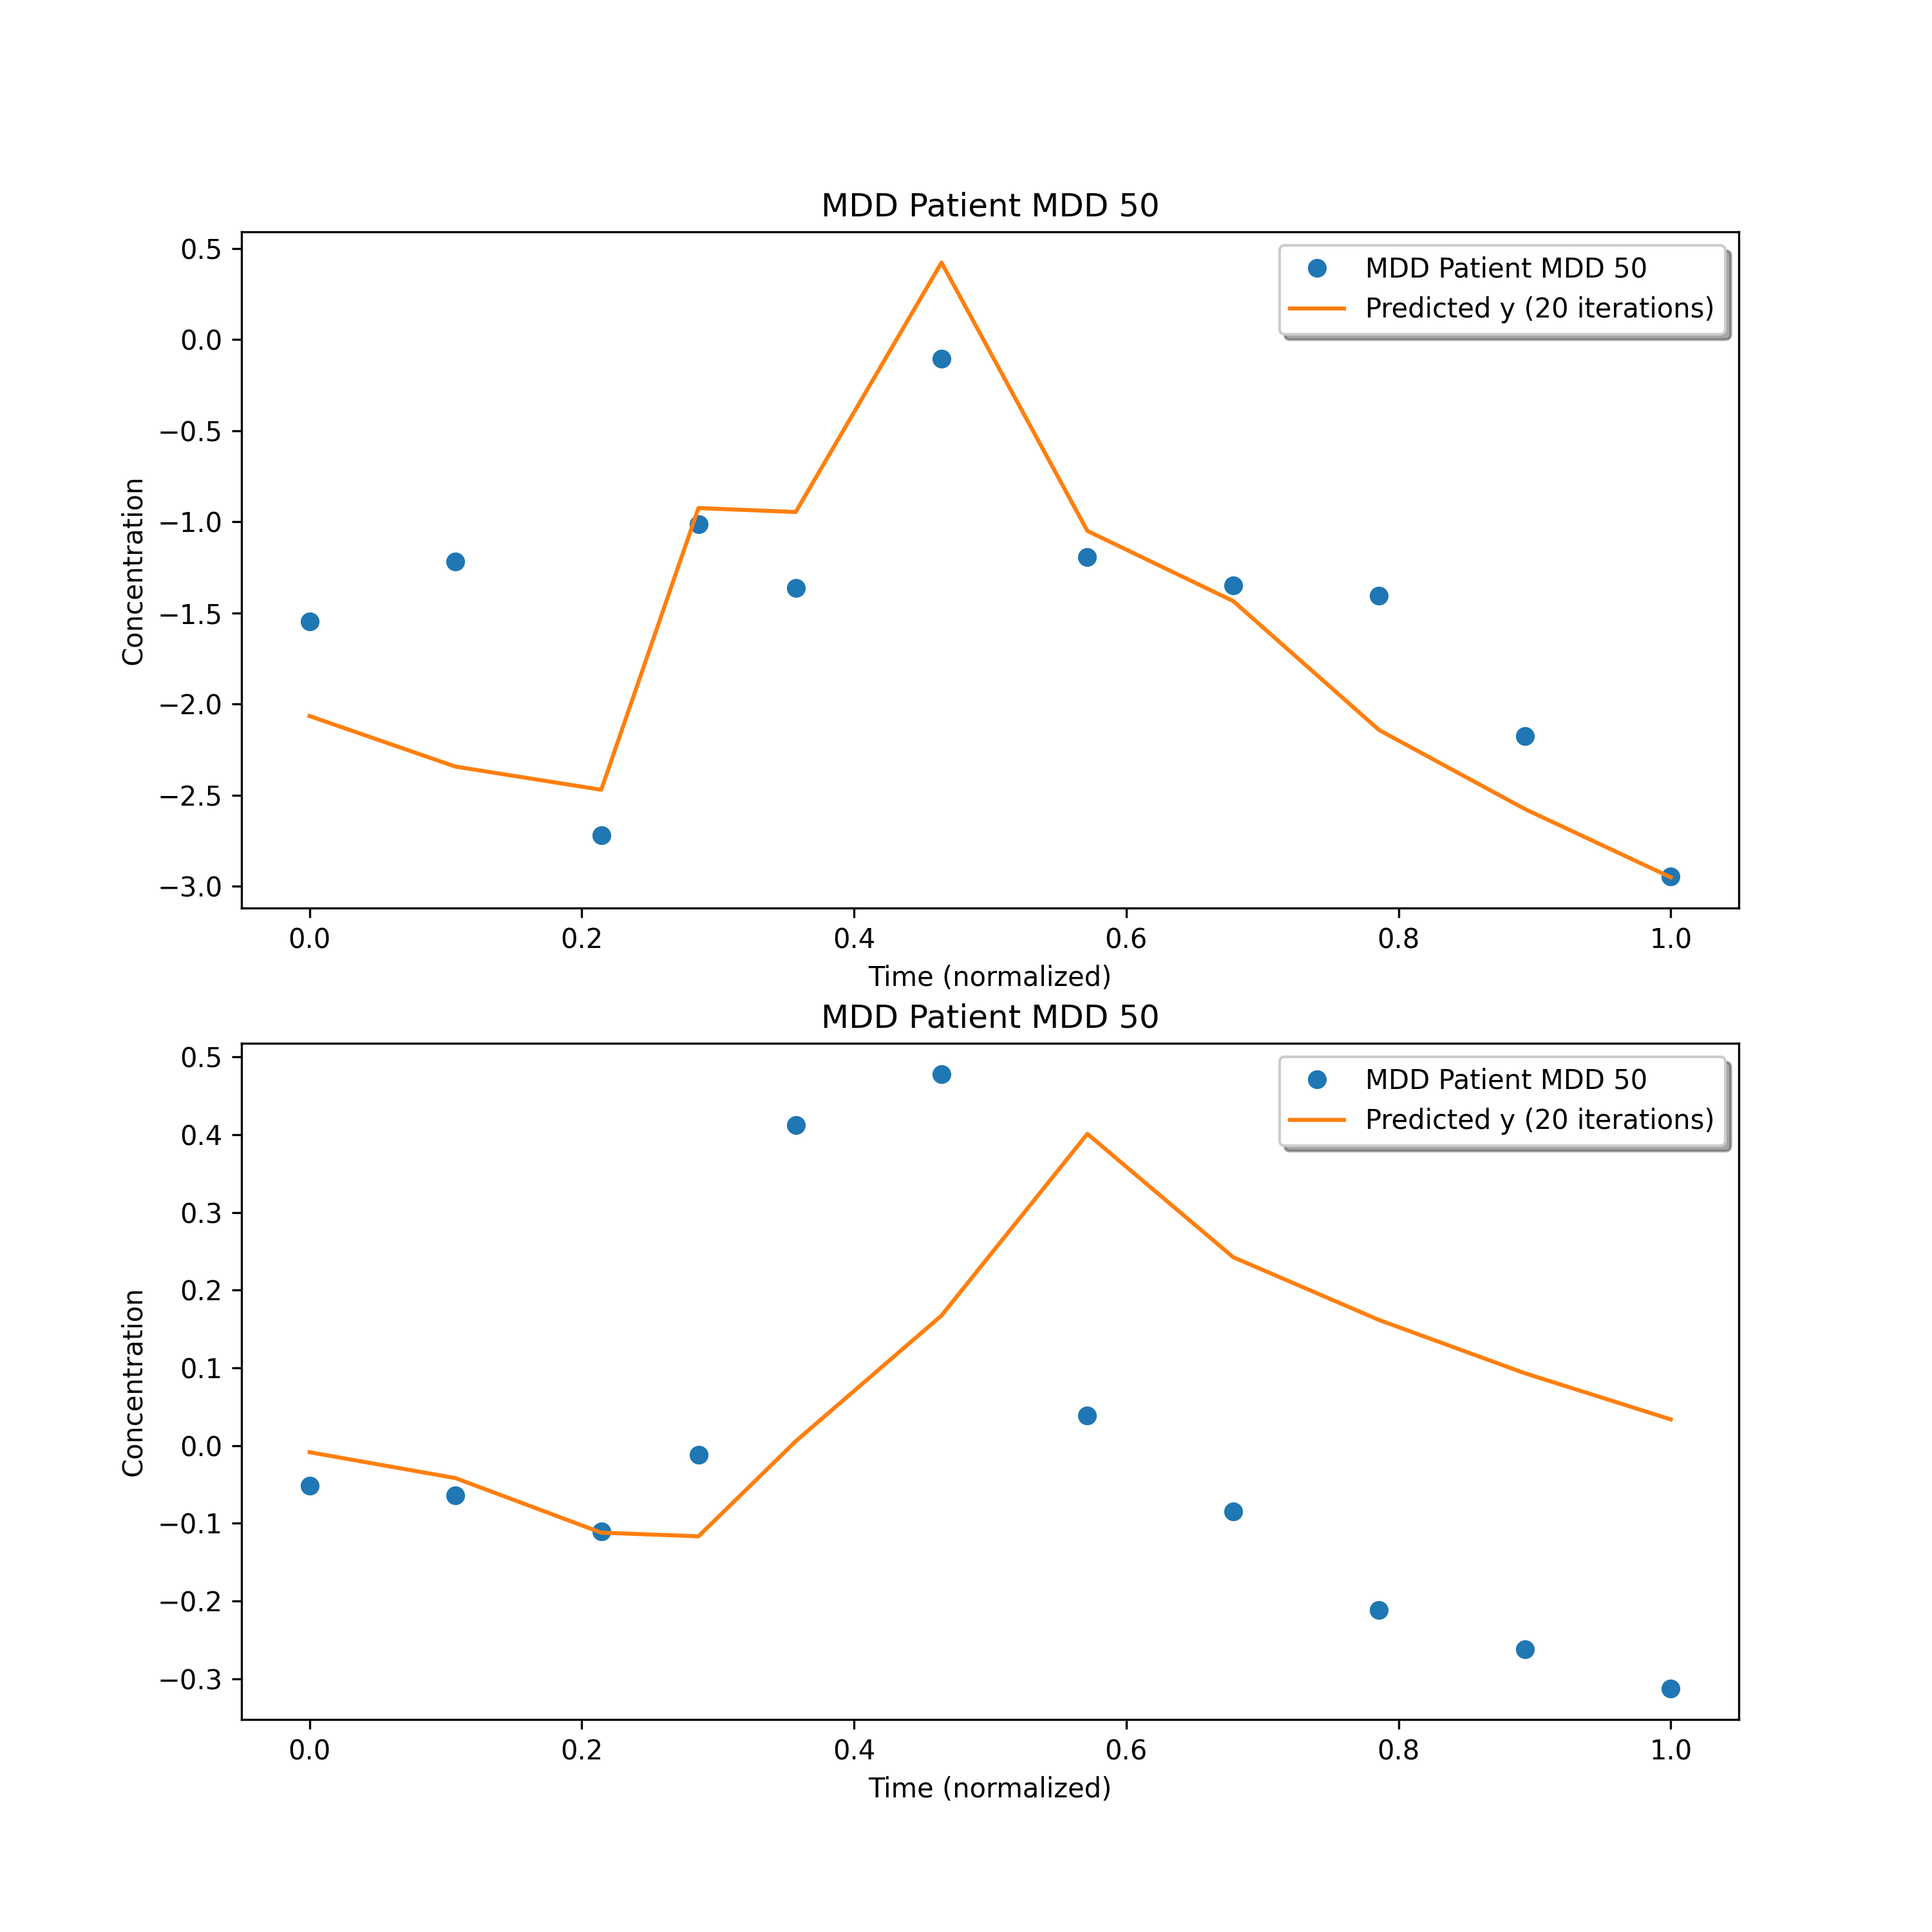 MDD Patient MDD 50
0.5
0.0
−0.5
−1.0
−1.5
−2.0
−2.5
−3.0
Concentration
MDD Patient MDD 50
Predicted y (20 iterations)
0.0 0.2 0.4 0.6 0.8 1.0
Time (normalized)
MDD Patient MDD 50
0.5
0.4
0.3
0.2
0.1
0.0
−0.1
−0.2
−0.3
Concentration
MDD Patient MDD 50
Predicted y (20 iterations)
0.0 0.2 0.4 0.6 0.8 1.0
Time (normalized)